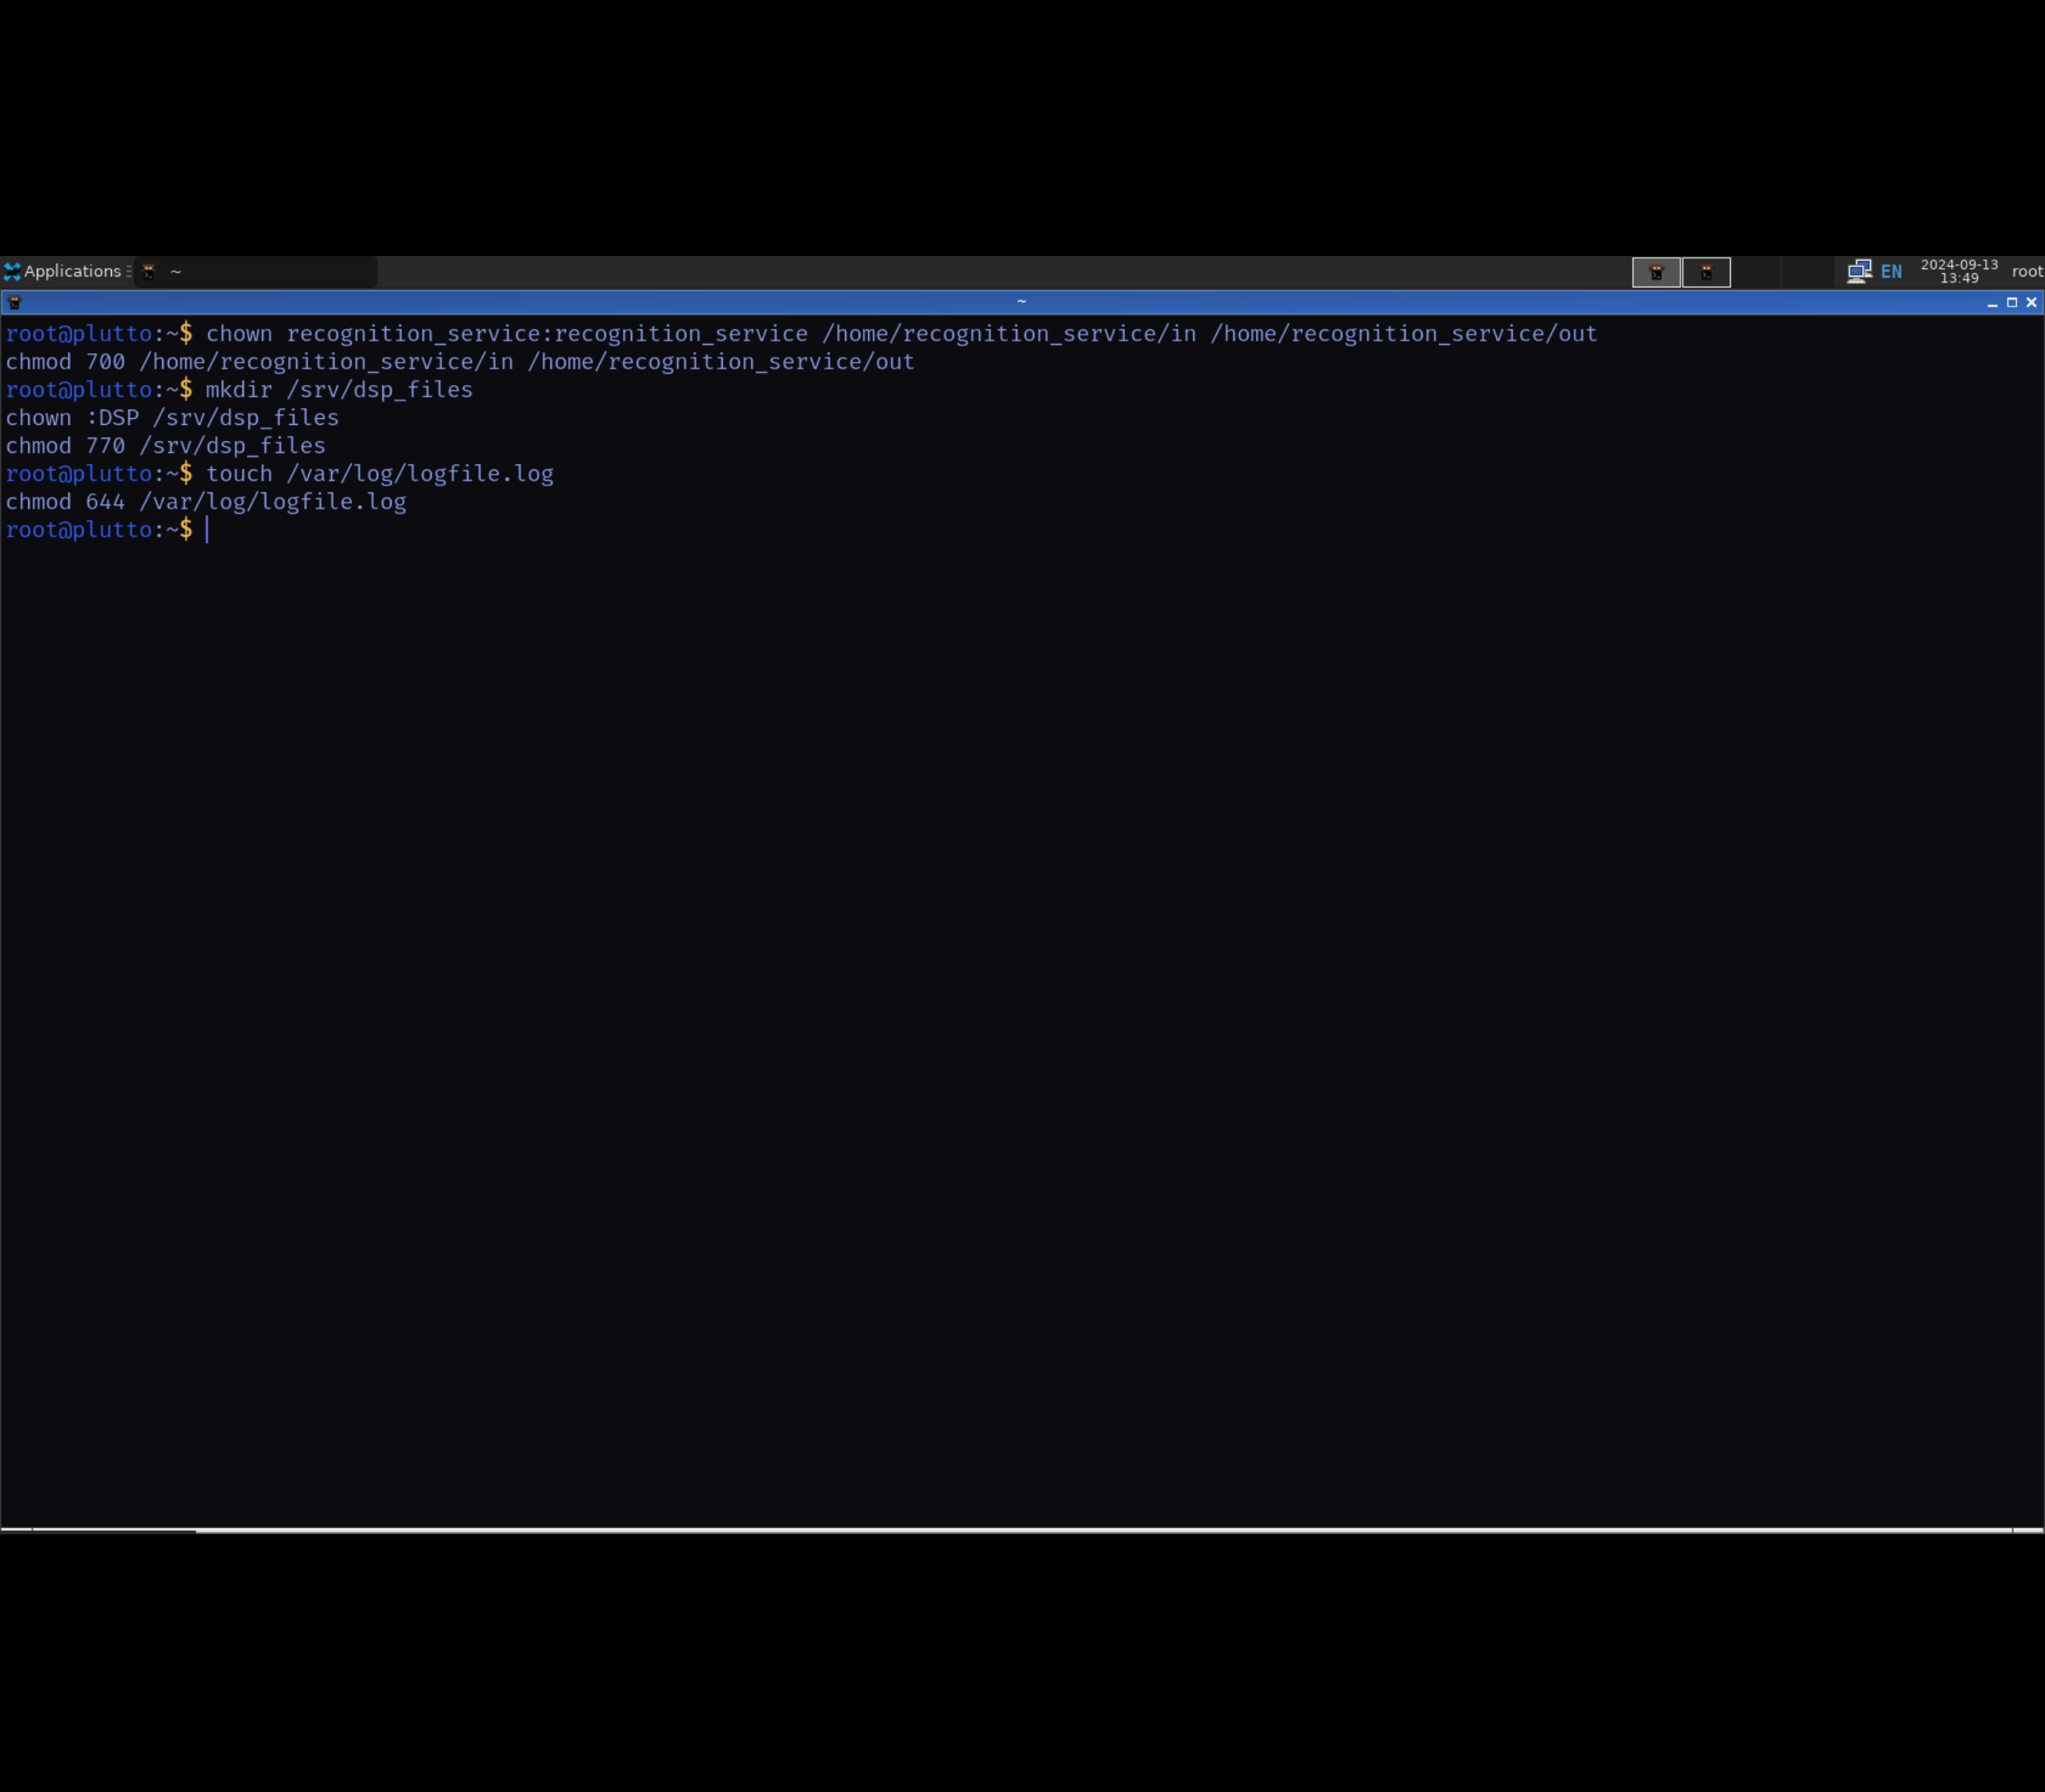 Applications ~ EN 2024-09-13 root
13:49
~
root@plutto:~$ chown recognition_service:recognition_service /home/recognition_service/in /home/recognition_service/out
chmod 700 /home/recognition_service/in /home/recognition_service/out
root@plutto:~$ mkdir /srv/dsp_files
chown :DSP /srv/dsp_files
chmod 770 /srv/dsp_files
root@plutto:~$ touch /var/log/logfile.log
chmod 644 /var/log/logfile.log
root@plutto:~$